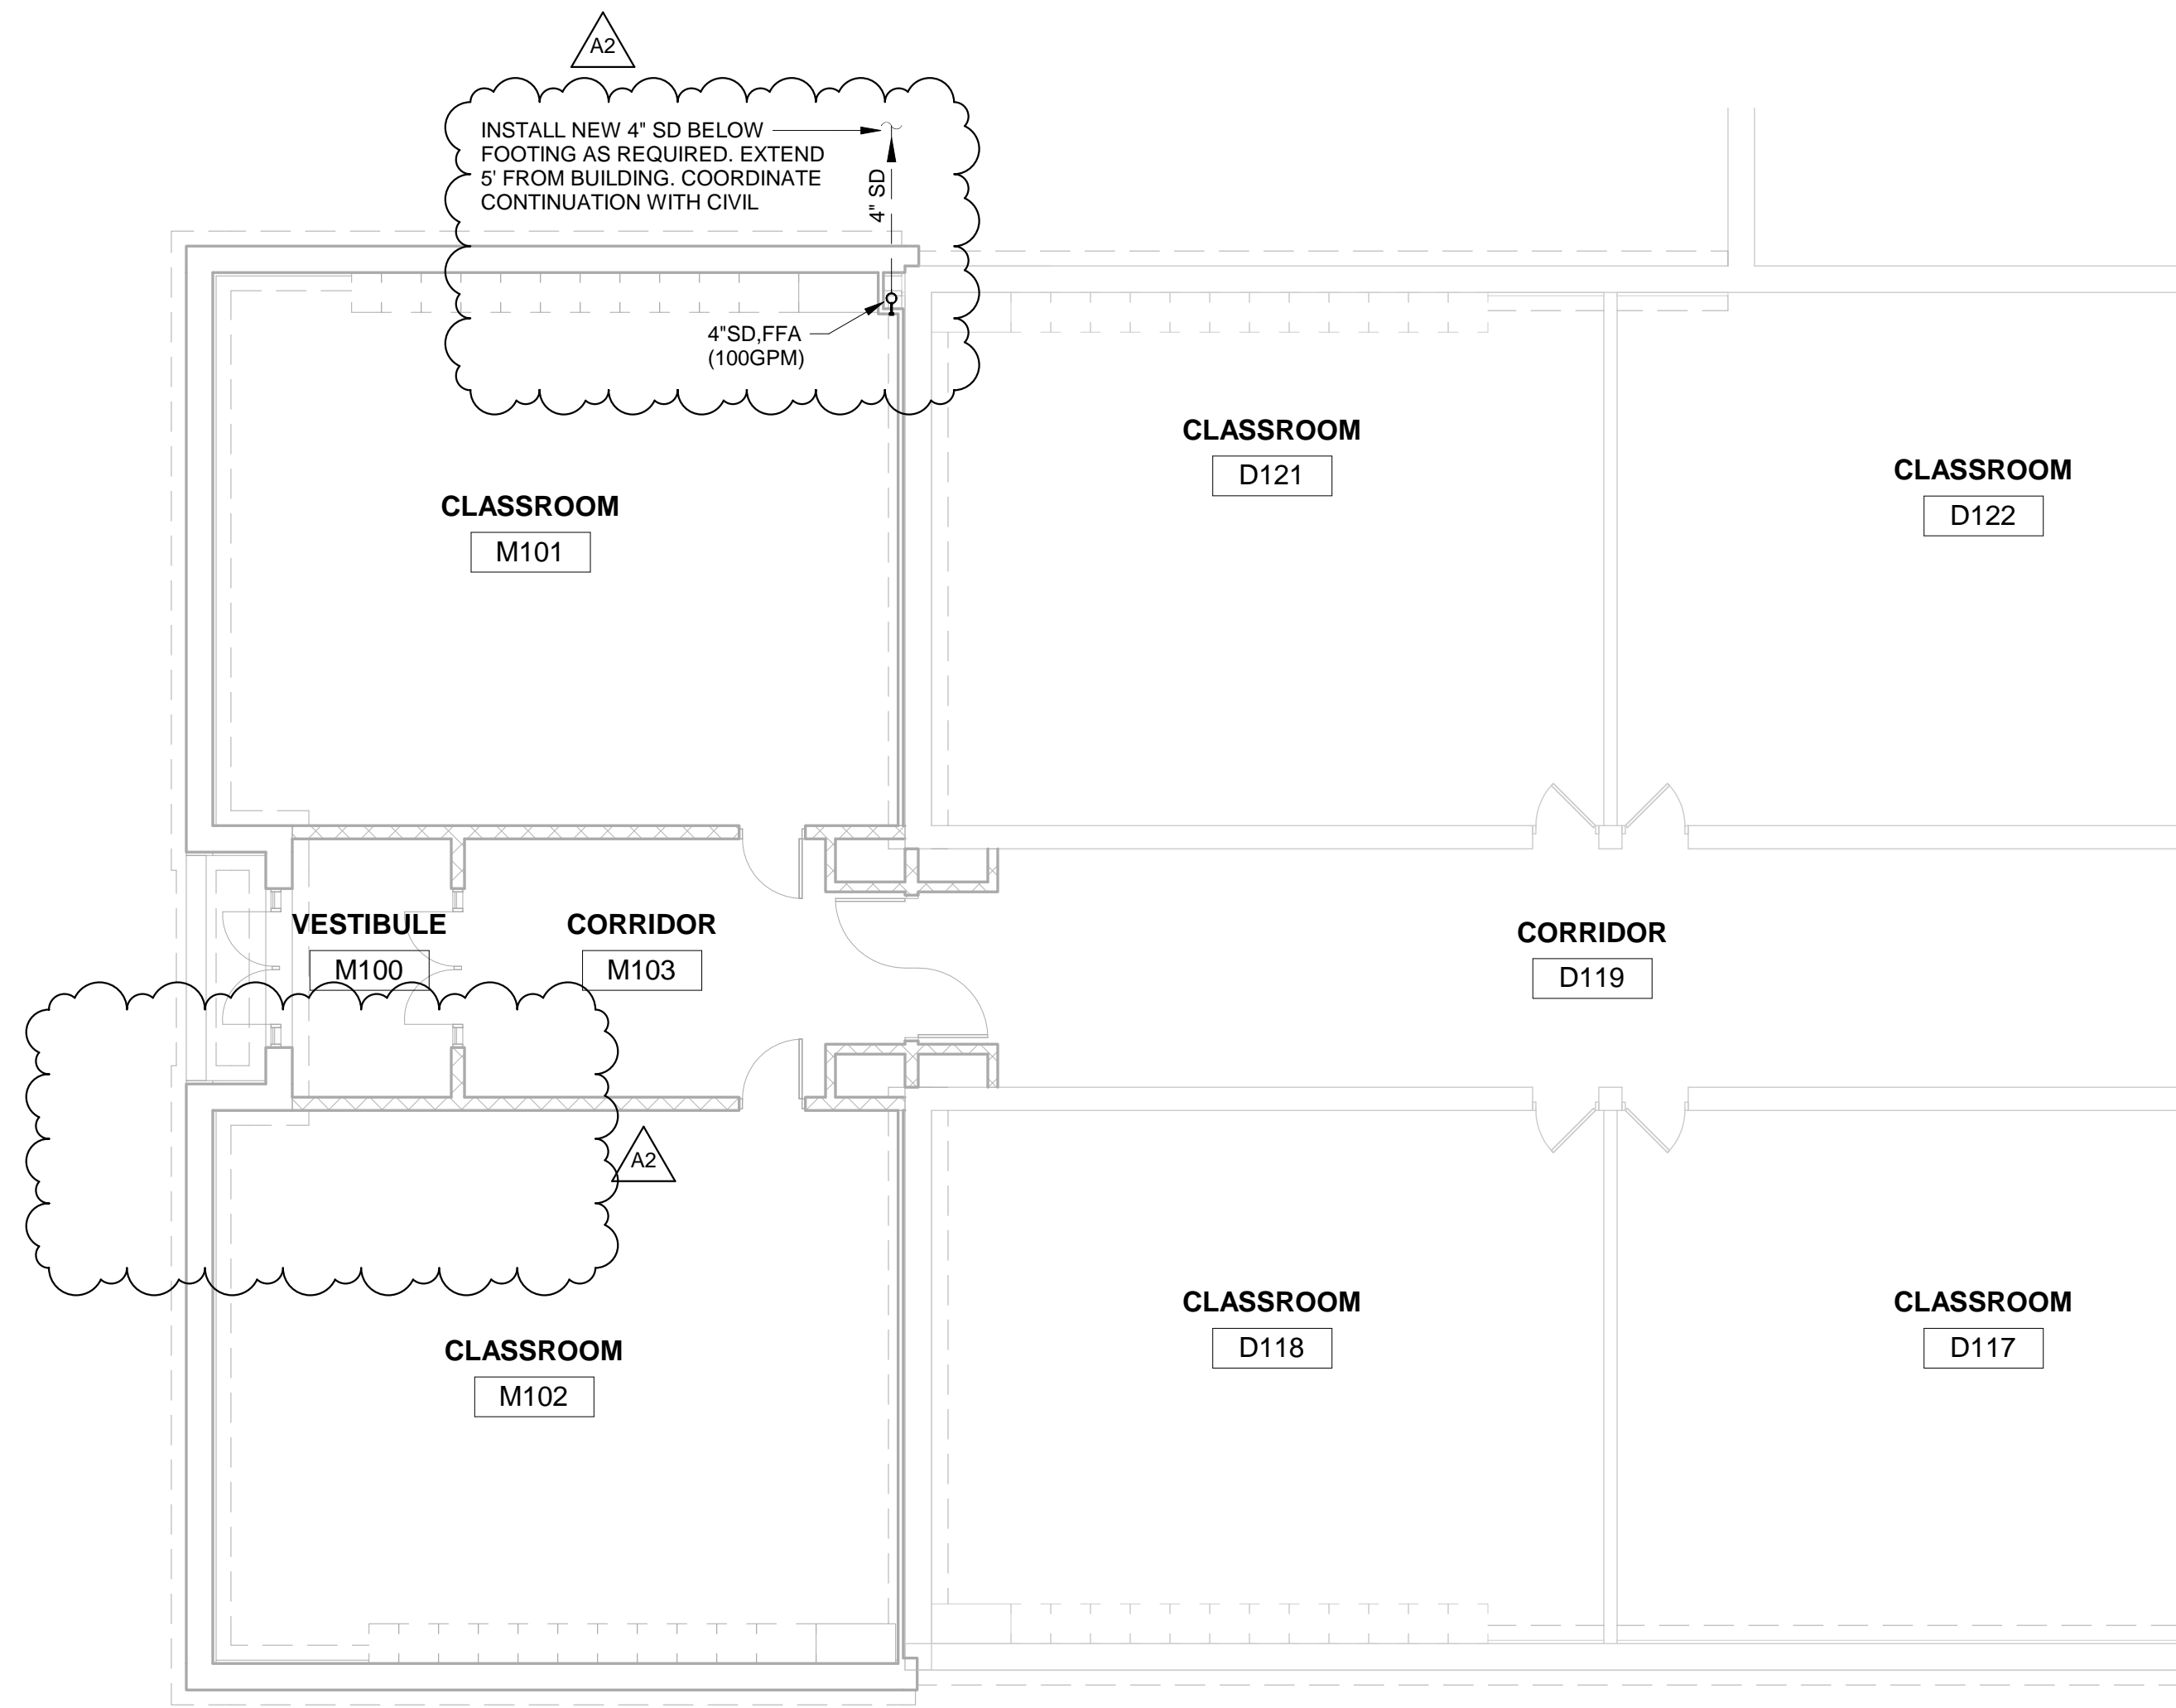 A2
INSTALL NEW 4" SD BELOW
FOOTING AS REQUIRED. EXTEND
5' FROM BUILDING. COORDINATE
CONTINUATION WITH CIVIL
4" SD
4"SD,FFA
(100GPM)
CLASSROOM
D121
CLASSROOM
D122
CLASSROOM
M101
VESTIBULE
M100
CORRIDOR
M103
CORRIDOR
D119
A2
CLASSROOM
D118
CLASSROOM
D117
CLASSROOM
M102